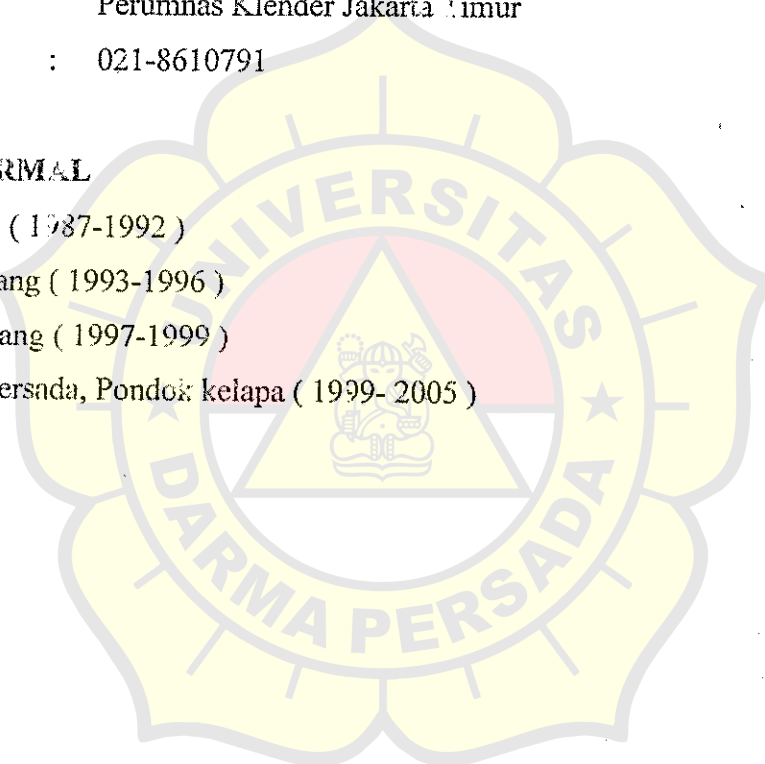 Perumnas Klender Jakarta Timur
: 021-8610791
RMAL
( 1987-1992 )
ang ( 1993-1996 )
ang ( 1997-1999 )
ersada, Pondok kelapa ( 1999- 2005 )
UNIVERSITAS
DARMA PERSADA